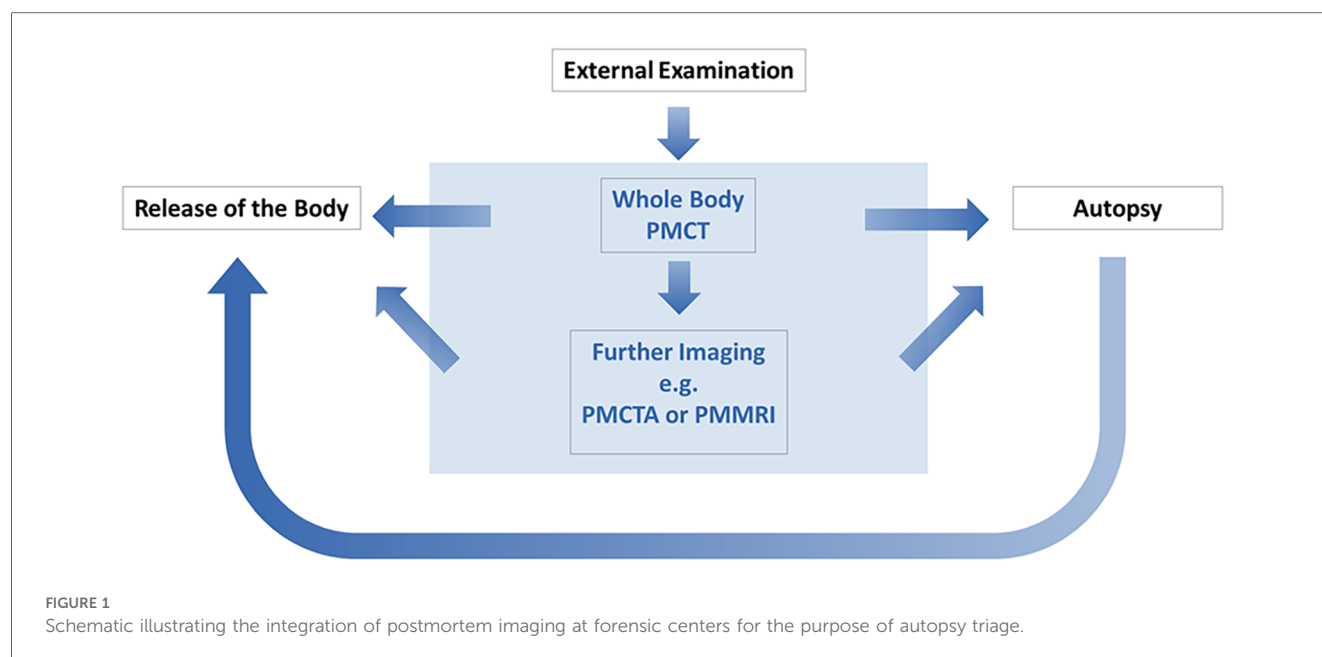 External Examination
Release of the Body
Whole Body
PMCT
Autopsy
Further Imaging
e.g.
PMCTA or PMMRI
FIGURE 1
Schematic illustrating the integration of postmortem imaging at forensic centers for the purpose of autopsy triage.